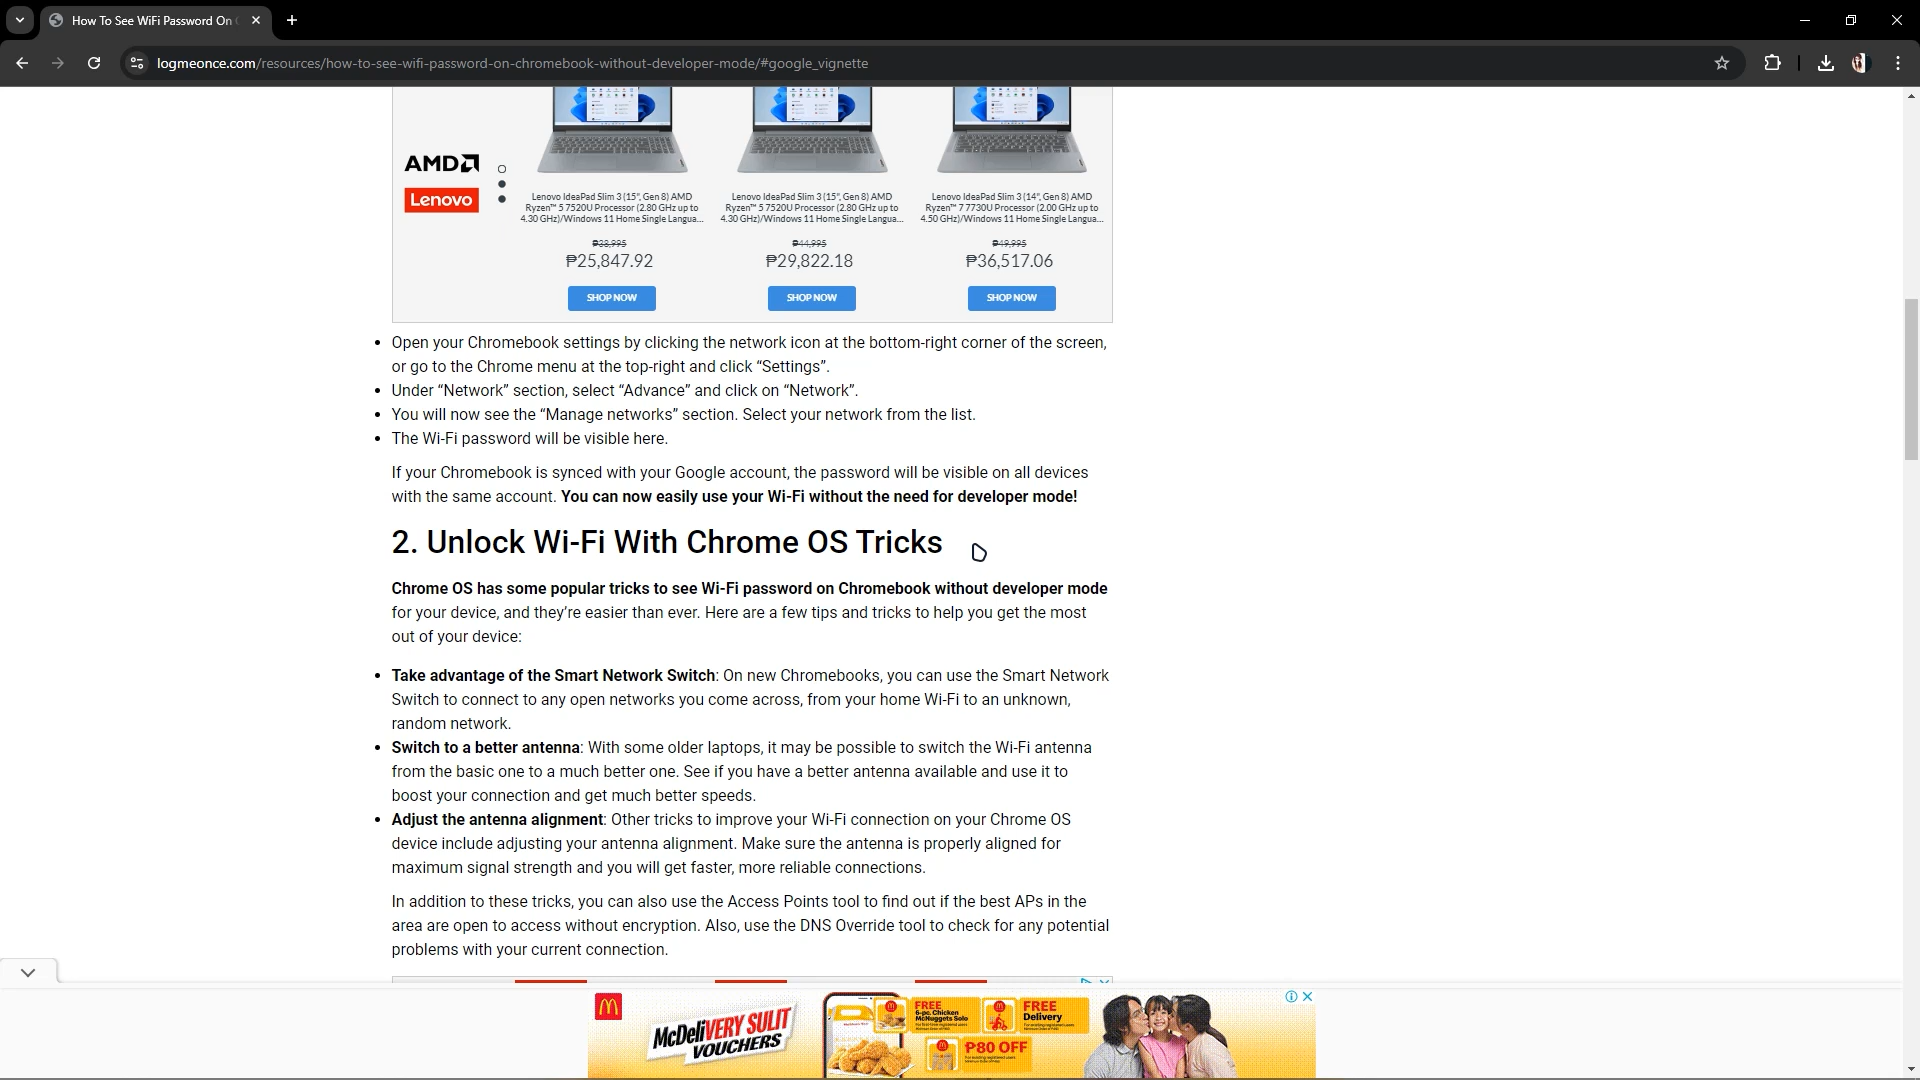 How To See WiFi Password On
logmeonce.com/resources/how-to-see-wifi-password-on-chromebook-without-developer-mode/#google_vignette
AMD
Lenovo
Lenovo IdeaPad Slim 3 (15", Gen 8) AMD
Ryzen™ 5 7520U Processor (2.80 GHz up to
4.30 GHz)/Windows 11 Home Single Langua...
₱38,995
₱25,847.92
SHOP NOW
Lenovo IdeaPad Slim 3 (15", Gen 8) AMD
Ryzen™ 5 7520U Processor (2.80 GHz up to
4.30 GHz)/Windows 11 Home Single Langua...
₱44,995
₱29,822.18
SHOP NOW
Lenovo IdeaPad Slim 3 (14", Gen 8) AMD
Ryzen™ 7 7730U Processor (2.00 GHz up to
4.50 GHz)/Windows 11 Home Single Langua...
₱49,995
₱36,517.06
SHOP NOW
• Open your Chromebook settings by clicking the network icon at the bottom-right corner of the screen,
or go to the Chrome menu at the top-right and click “Settings”.
• Under “Network” section, select “Advance” and click on “Network”.
• You will now see the “Manage networks” section. Select your network from the list.
• The Wi-Fi password will be visible here.
If your Chromebook is synced with your Google account, the password will be visible on all devices
with the same account. You can now easily use your Wi-Fi without the need for developer mode!
2. Unlock Wi-Fi With Chrome OS Tricks
Chrome OS has some popular tricks to see Wi-Fi password on Chromebook without developer mode
for your device, and they’re easier than ever. Here are a few tips and tricks to help you get the most
out of your device:
• Take advantage of the Smart Network Switch: On new Chromebooks, you can use the Smart Network
Switch to connect to any open networks you come across, from your home Wi-Fi to an unknown,
random network.
• Switch to a better antenna: With some older laptops, it may be possible to switch the Wi-Fi antenna
from the basic one to a much better one. See if you have a better antenna available and use it to
boost your connection and get much better speeds.
• Adjust the antenna alignment: Other tricks to improve your Wi-Fi connection on your Chrome OS
device include adjusting your antenna alignment. Make sure the antenna is properly aligned for
maximum signal strength and you will get faster, more reliable connections.
In addition to these tricks, you can also use the Access Points tool to find out if the best APs in the
area are open to access without encryption. Also, use the DNS Override tool to check for any potential
problems with your current connection.
McDeliVERY SULIT
VOUCHERS
FREE
6-pc. Chicken
McNuggets Solo
FREE
Delivery
₱80 OFF